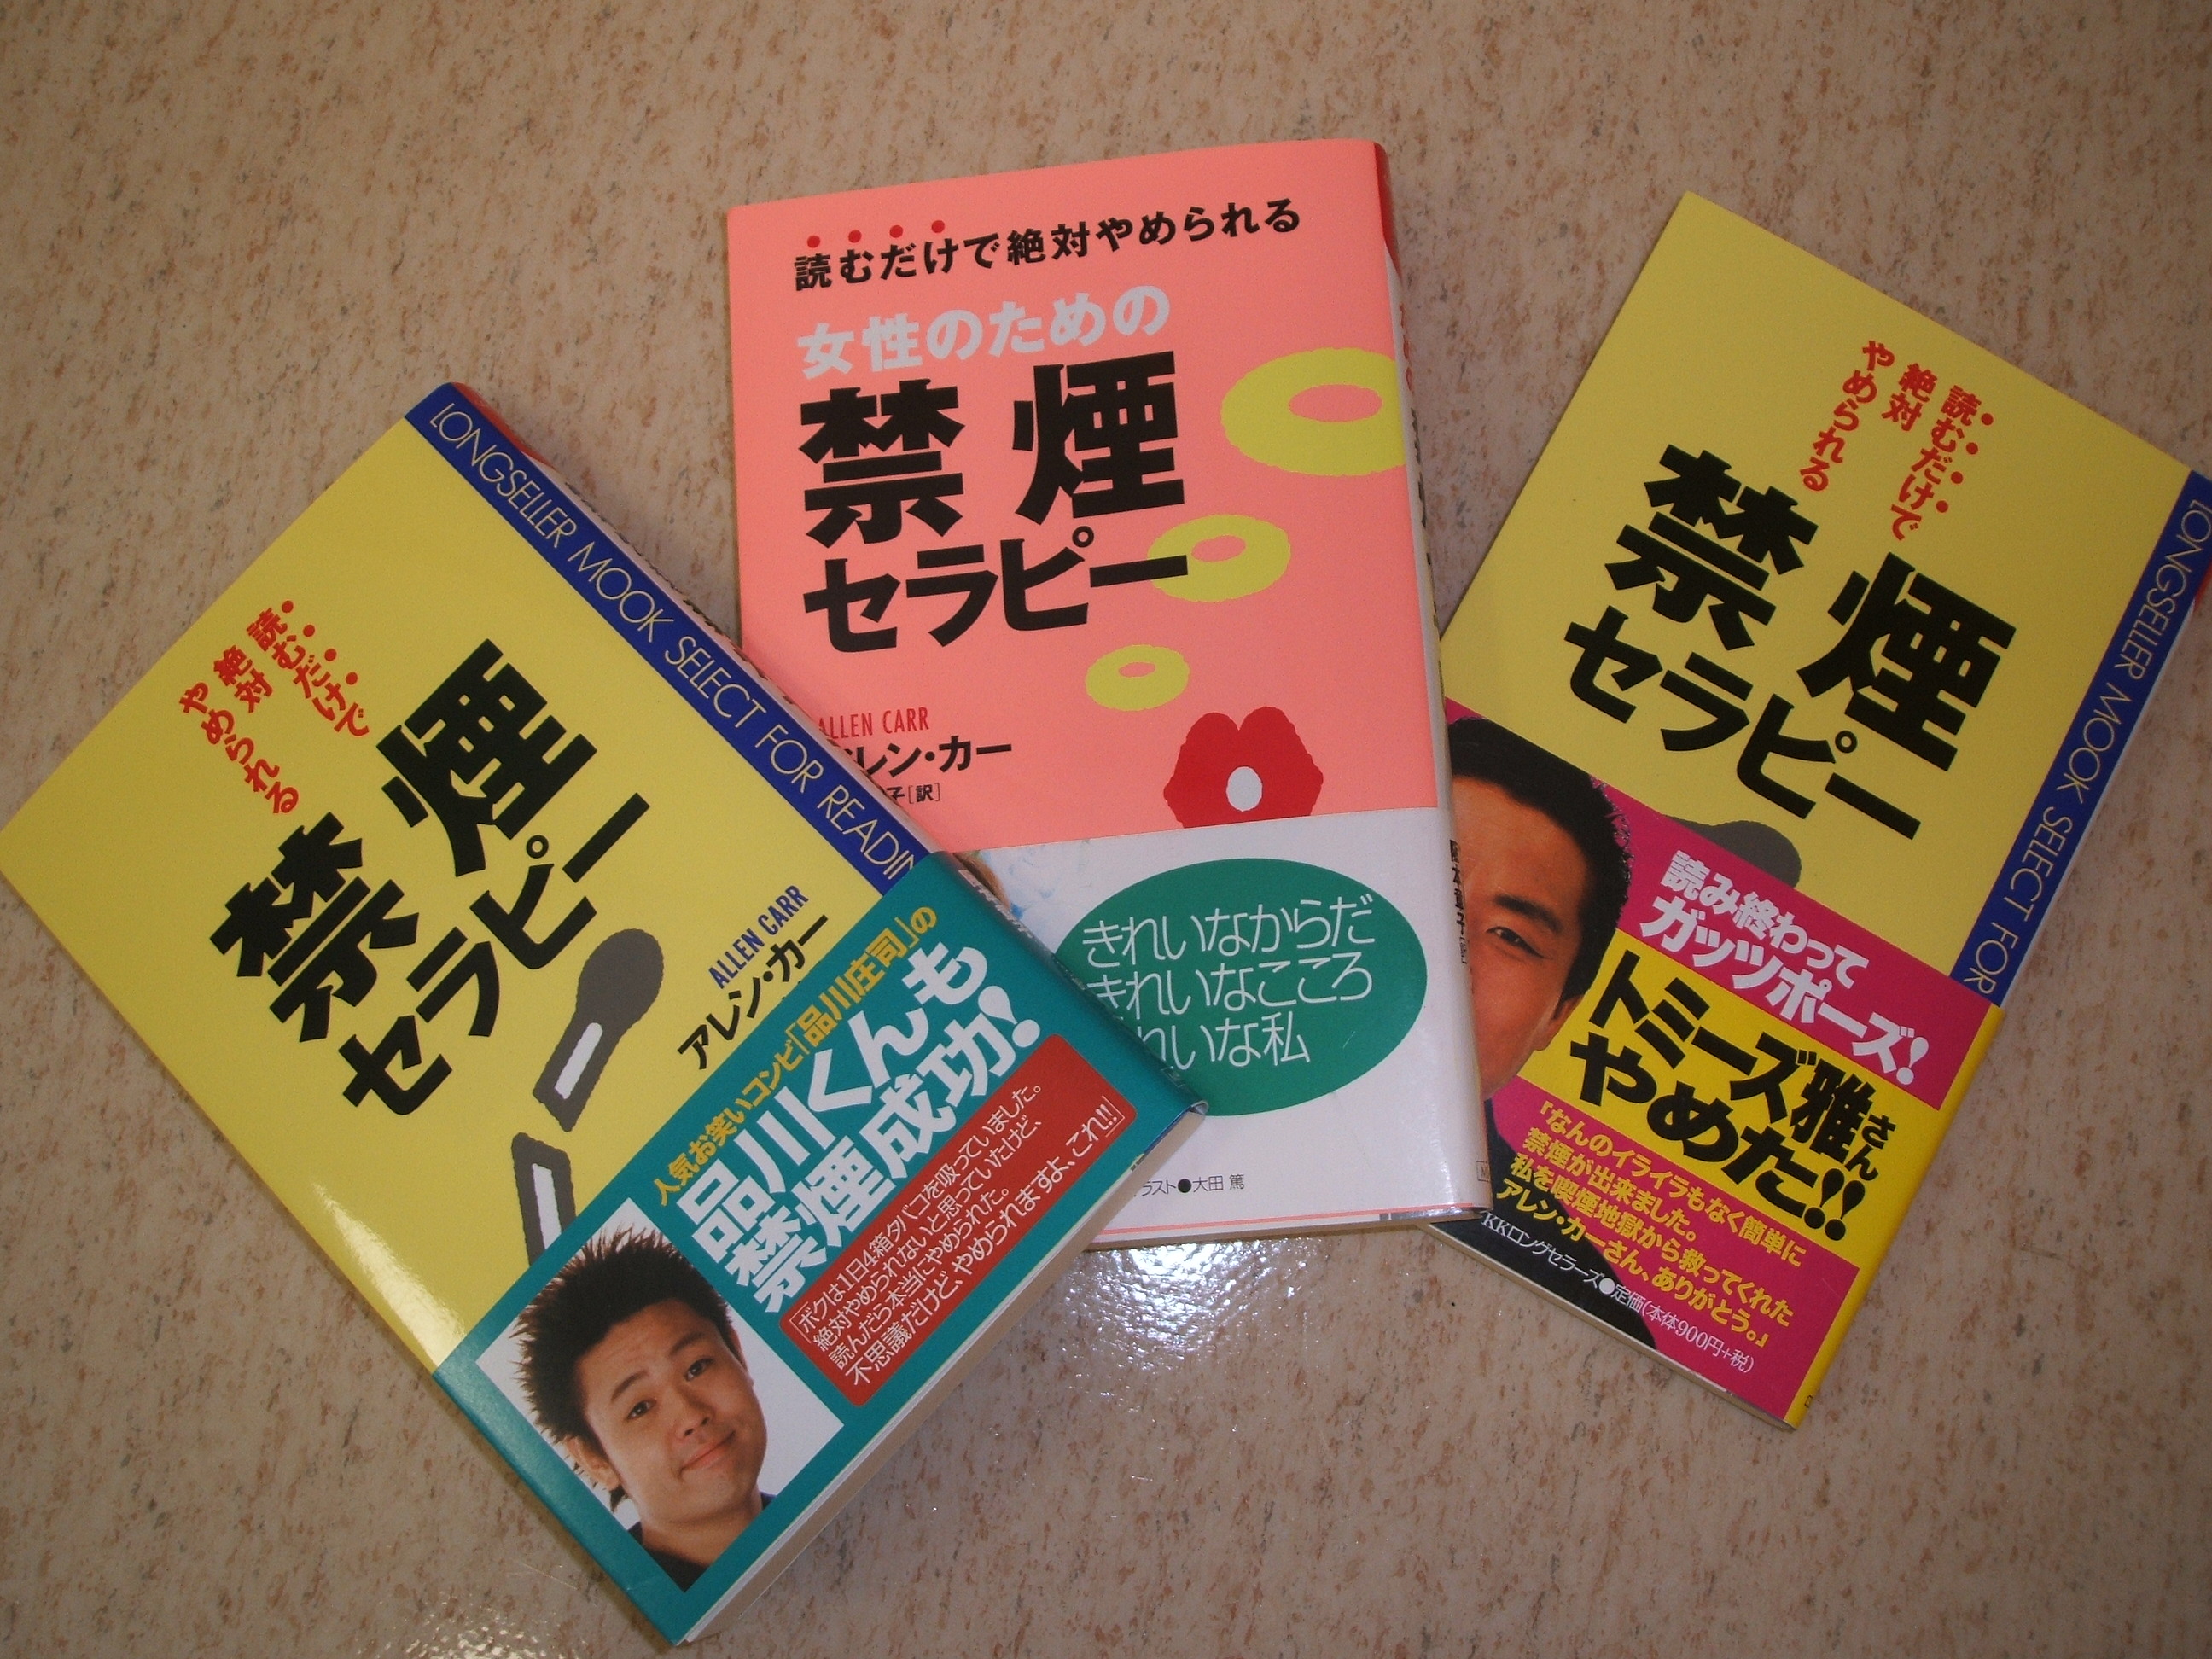 LONGSELLER MOOK SELECT FOR READIN
読むだけで
絶対
やめられる
禁煙
セラピー
ALLEN CARR
アレン・カー
人気お笑いコンビ「品川庄司」の
品川くんも
禁煙成功!
「ボクは1日4箱タバコを吸っていました。
絶対やめられないと思っていたけど、
読んだら本当にやめられた。
不思議だけど、やめられますよ、これ!!」
読むだけで絶対やめられる
女性のための
禁煙
セラピー
ALLEN CARR
レン・カー
子[訳]
きれいなからだ
きれいなこころ
れいな私
ラスト●大田 篤
LONGSELLER MOOK SELECT FOR
読むだけで
絶対
やめられる
禁煙
セラピー
読み終わって
ガッツポーズ!
トミーズ雅さん
やめた!!
「なんのイライラもなく簡単に
禁煙が出来ました。
私を喫煙地獄から救ってくれた
アレン・カーさん、ありがとう。」
KKロングセラーズ●定価(本体900円+税)